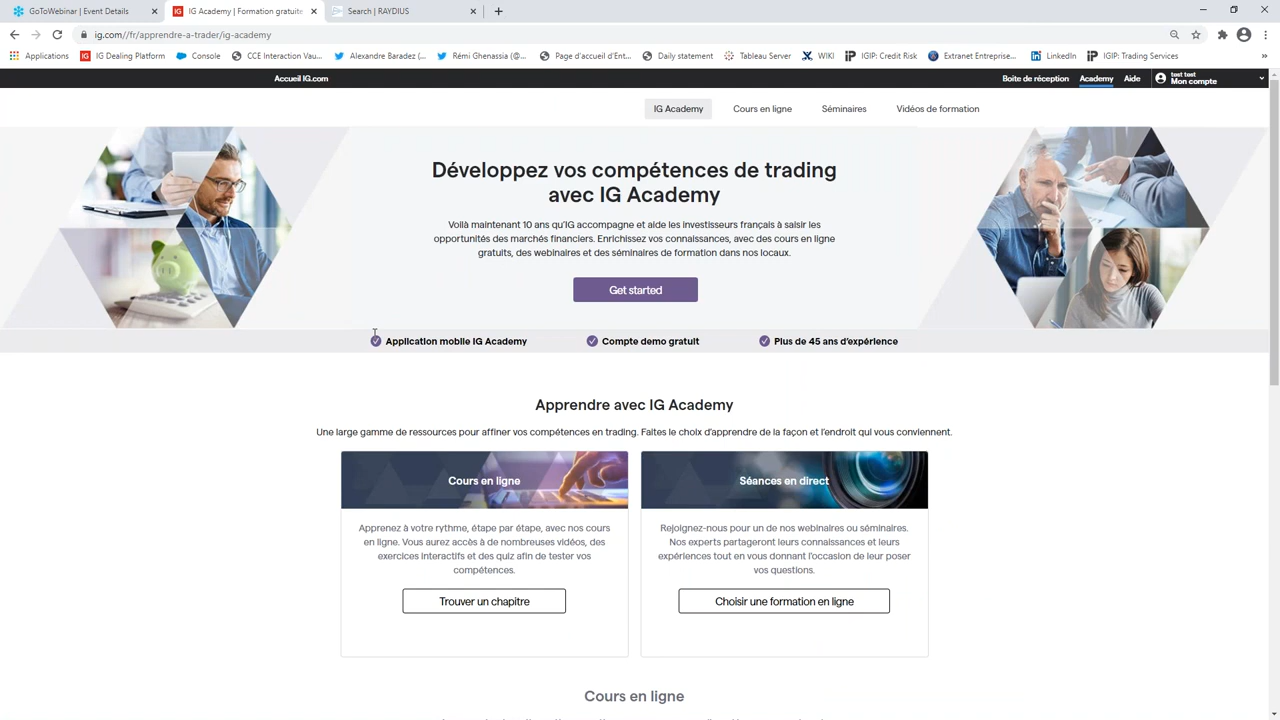 GoToWebinar | Event Details
IG Academy | Formation gratuite
Search | RAYDIUS
ig.com//fr/apprendre-a-trader/ig-academy
Applications
IG Dealing Platform
Console
CCE Interaction Vau...
Alexandre Baradez (...
Rémi Ghenassia (@...
Page d'accueil d'Ent...
Daily statement
Tableau Server
WIKI
IGIP: Credit Risk
Extranet Entreprise...
LinkedIn
IGIP: Trading Services
»
Accueil IG.com
Boite de réception
Academy
Aide
test test
Mon compte
IG Academy
Cours en ligne
Séminaires
Vidéos de formation
Développez vos compétences de trading
avec IG Academy
Voilà maintenant 10 ans qu'IG accompagne et aide les investisseurs français à saisir les
opportunités des marchés financiers. Enrichissez vos connaissances, avec des cours en ligne
gratuits, des webinaires et des séminaires de formation dans nos locaux.
Get started
Application mobile IG Academy
Compte demo gratuit
Plus de 45 ans d'expérience
Apprendre avec IG Academy
Une large gamme de ressources pour affiner vos compétences en trading. Faites le choix d'apprendre de la façon et l'endroit qui vous conviennent.
Cours en ligne
Apprenez à votre rythme, étape par étape, avec nos cours
en ligne. Vous aurez accès à de nombreuses vidéos, des
exercices interactifs et des quiz afin de tester vos
compétences.
Trouver un chapitre
Séances en direct
Rejoignez-nous pour un de nos webinaires ou séminaires.
Nos experts partageront leurs connaissances et leurs
expériences tout en vous donnant l'occasion de leur poser
vos questions.
Choisir une formation en ligne
Cours en ligne